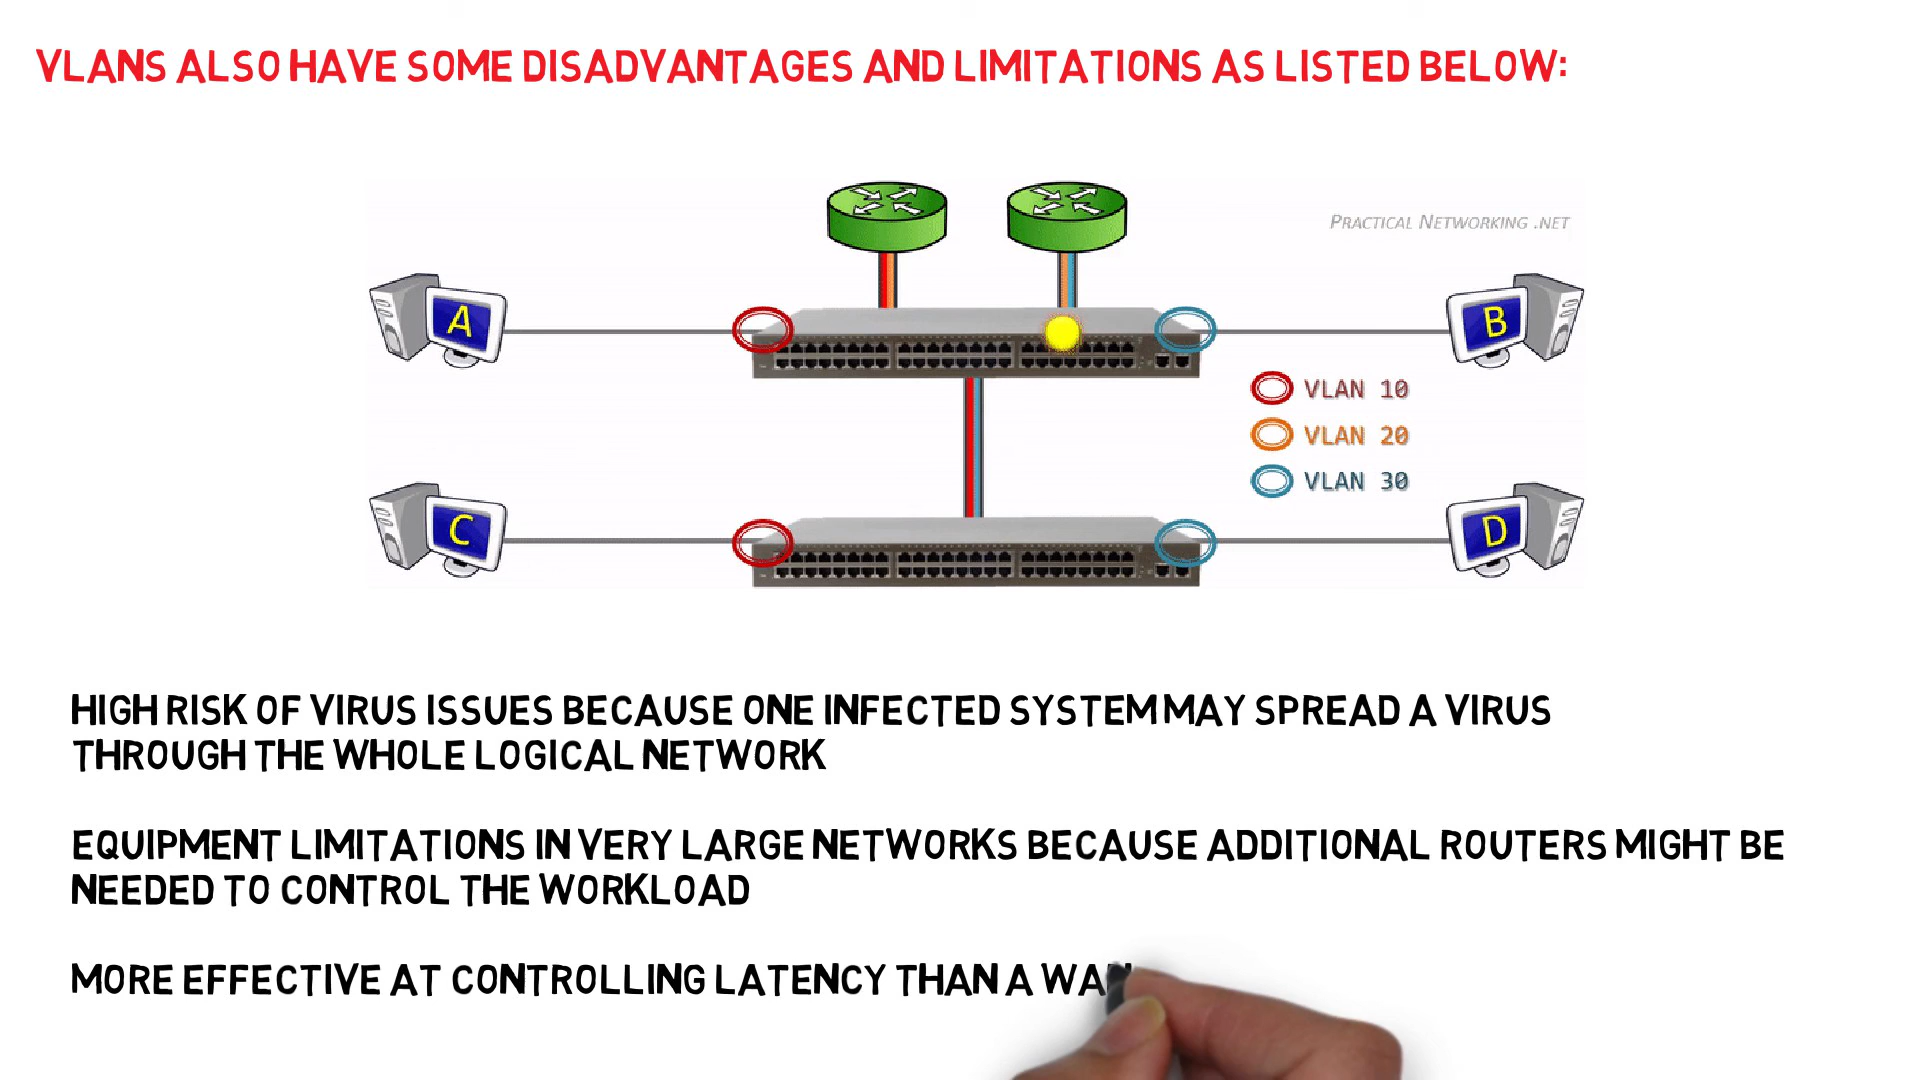 VLANS ALSO HAVE SOME DISADVANTAGES AND LIMITATIONS AS LISTED BELOW:
PRACTICAL NETWORKING .NET
A
B
VLAN 10
VLAN 20
VLAN 30
C
D
HIGH RISK OF VIRUS ISSUES BECAUSE ONE INFECTED SYSTEM MAY SPREAD A VIRUS
THROUGH THE WHOLE LOGICAL NETWORK
EQUIPMENT LIMITATIONS IN VERY LARGE NETWORKS BECAUSE ADDITIONAL ROUTERS MIGHT BE
NEEDED TO CONTROL THE WORKLOAD
MORE EFFECTIVE AT CONTROLLING LATENCY THAN A